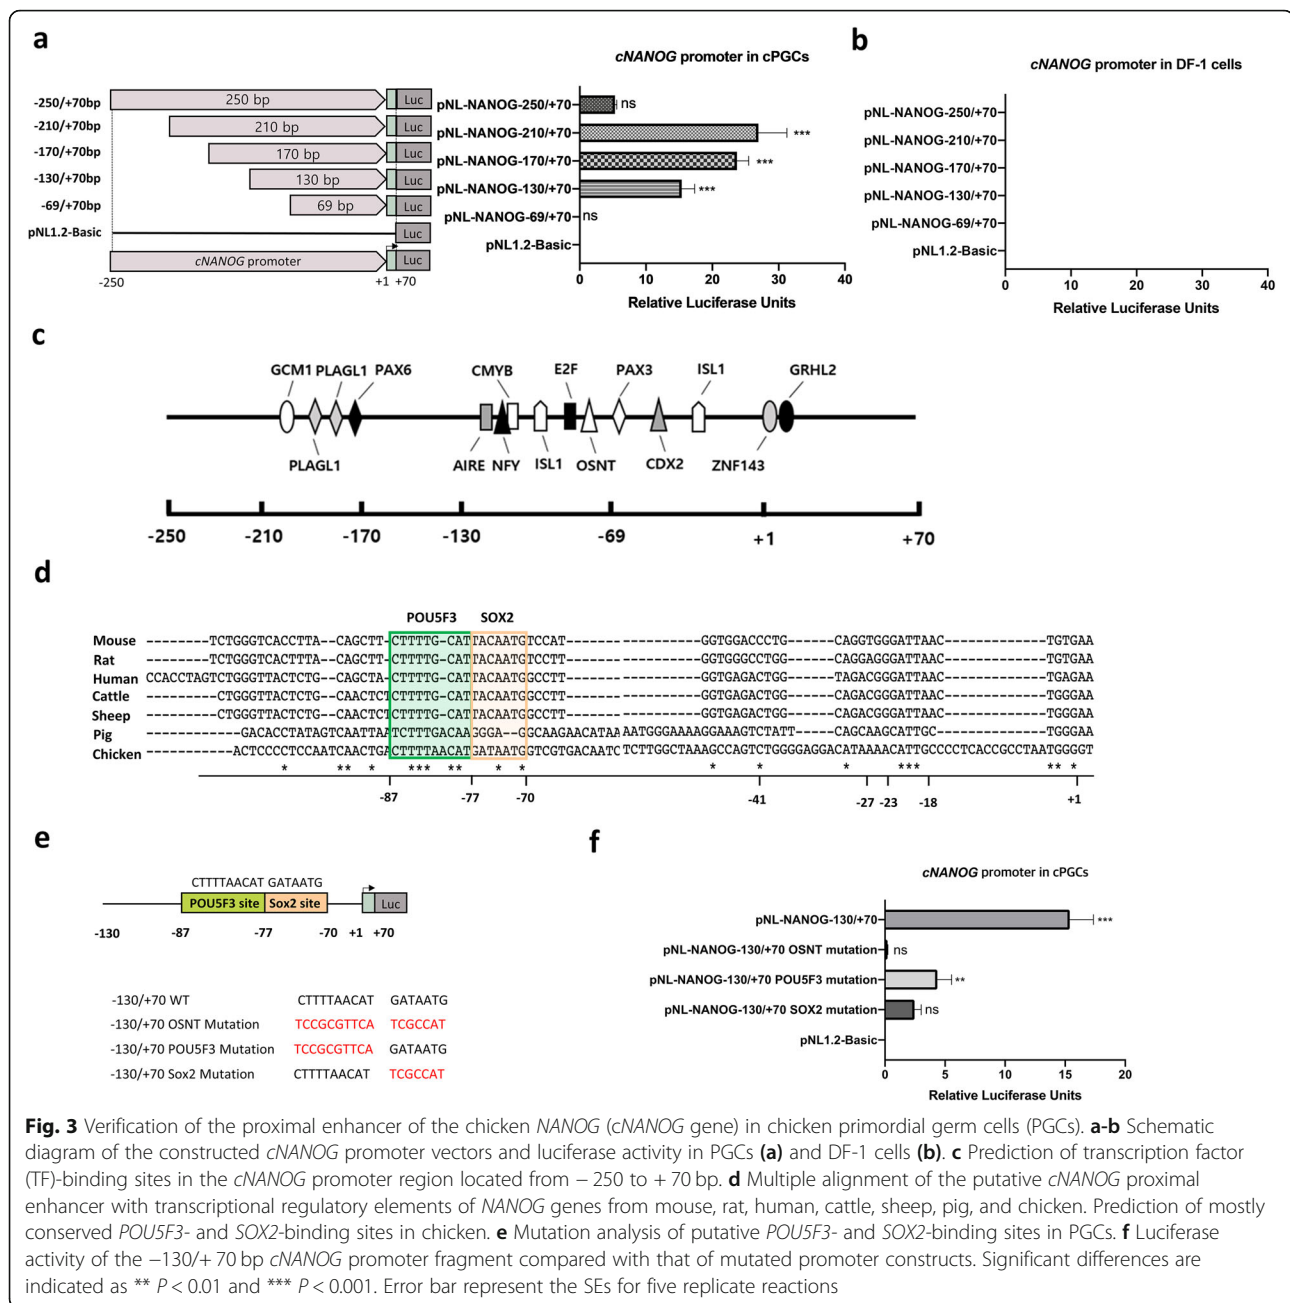 a
cNANOG promoter in cPGCs
-250/+70bp
250 bp
Luc
-210/+70bp
210 bp
Luc
-170/+70bp
170 bp
Luc
-130/+70bp
130 bp
Luc
-69/+70bp
69 bp
Luc
pNL1.2-Basic
Luc
cNANOG promoter
Luc
-250
+1
+70
pNL-NANOG-250/+70
ns
pNL-NANOG-210/+70
***
pNL-NANOG-170/+70
***
pNL-NANOG-130/+70
***
pNL-NANOG-69/+70
ns
pNL1.2-Basic
0 10 20 30 40
Relative Luciferase Units
b
cNANOG promoter in DF-1 cells
pNL-NANOG-250/+70
pNL-NANOG-210/+70
pNL-NANOG-170/+70
pNL-NANOG-130/+70
pNL-NANOG-69/+70
pNL1.2-Basic
0 10 20 30 40
Relative Luciferase Units
c
GCM1 PLAGL1 PAX6 CMYB E2F PAX3 ISL1 GRHL2
PLAGL1 AIRE NFY ISL1 OSNT CDX2 ZNF143
-250 -210 -170 -130 -69 +1 +70
d
POU5F3 SOX2
Mouse --------TCTGGGTCACCTTA--CAGCTT-CTTTTG-CATTACAATGTCCAT------ --------GGTGGACCCTG------CAGGTGGGATTAAC-------------TGTGAA
Rat --------TCTGGGTCACTTTA--CAGCTT-CTTTTG-CATTACAATGTCCTT------ --------GGTGGGCCTGG------CAGGAGGGATTAAC-------------TGTGAA
Human CCACCTAGTCTGGGTTACTCTG--CAGCTA-CTTTTG-CATTACAATGGCCTT------ --------GGTGAGACTGG------TAGACGGGATTAAC-------------TGAGAA
Cattle ---------CTGGGTTACTCTG--CAACTCTCTTTTG-CATTACAATGGCCTT------ --------GGTGAGACTGG------CAGACGGGATTAAC-------------TGGGAA
Sheep ---------CTGGGTTACTCTG--CAACTCTCTTTTG-CATTACAATGGCCTT------ --------GGTGAGACTGG------CAGACGGGATTAAC-------------TGGGAA
Pig -----------GACACCTATAGTCAATTAATCTTTGACAAGGGA--GGCAAGAACATAA AATGGGAAAAGGAAAGTCTATT------CAGCAAGCATTGC------------TGGGAA
Chicken ----------ACTCCCCTCCAATCAACTGACTTTTAACATGATAATGGTCGTGACAATC TCTTGGCTAAAGCCAGTCTGGGGAGGACATAAAACATTGCCCCTCACCGCCTAATGGGGT
* ** * *** ** * * * * * *** ** *
-87 -77 -70 -41 -27 -23 -18 +1
e
CTTTTAACAT GATAATG
POU5F3 site Sox2 site Luc
-130 -87 -77 -70 +1 +70
-130/+70 WT CTTTTAACAT GATAATG
-130/+70 OSNT Mutation TCCGCGTTCA TCGCCAT
-130/+70 POU5F3 Mutation TCCGCGTTCA GATAATG
-130/+70 Sox2 Mutation CTTTTAACAT TCGCCAT
f
cNANOG promoter in cPGCs
pNL-NANOG-130/+70
***
pNL-NANOG-130/+70 OSNT mutation
ns
pNL-NANOG-130/+70 POU5F3 mutation
**
pNL-NANOG-130/+70 SOX2 mutation
ns
pNL1.2-Basic
0 5 10 15 20
Relative Luciferase Units
Fig. 3 Verification of the proximal enhancer of the chicken NANOG (cNANOG gene) in chicken primordial germ cells (PGCs). a-b Schematic
diagram of the constructed cNANOG promoter vectors and luciferase activity in PGCs (a) and DF-1 cells (b). c Prediction of transcription factor
(TF)-binding sites in the cNANOG promoter region located from − 250 to + 70 bp. d Multiple alignment of the putative cNANOG proximal
enhancer with transcriptional regulatory elements of NANOG genes from mouse, rat, human, cattle, sheep, pig, and chicken. Prediction of mostly
conserved POU5F3- and SOX2-binding sites in chicken. e Mutation analysis of putative POU5F3- and SOX2-binding sites in PGCs. f Luciferase
activity of the −130/+ 70 bp cNANOG promoter fragment compared with that of mutated promoter constructs. Significant differences are
indicated as ** P < 0.01 and *** P < 0.001. Error bar represent the SEs for five replicate reactions